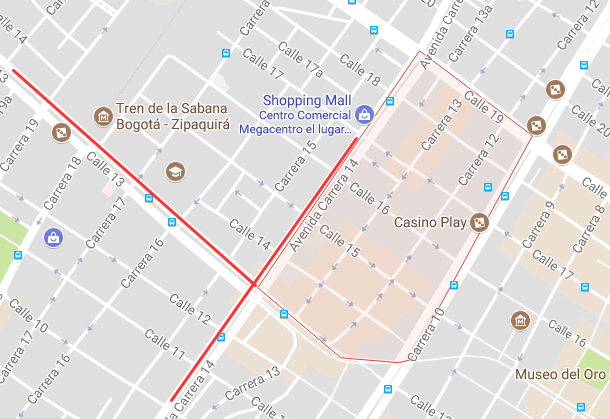 Calle 14
13
Calle 17
Calle 17a
Calle 18
Avenida Carrera 14
Carrera 13a
Carrera 12
Tren de la Sabana
Bogotá - Zipaquirá
Shopping Mall
Centro Comercial
Megacentro el lugar...
Carrera 13
Calle 19
Carrera 12
Calle 20
Carrera 19
Calle 13
Carrera 18
Carrera 17
Carrera 16
Carrera 15
Calle 14
Avenida Carrera 14
Calle 16
Calle 15
Casino Play
Carrera 9
Carrera 8
Calle 17
Calle 16
Carrera 10
Calle 12
Calle 11
Calle 10
Carrera 16
Carrera 14
Carrera 13
Museo del Oro